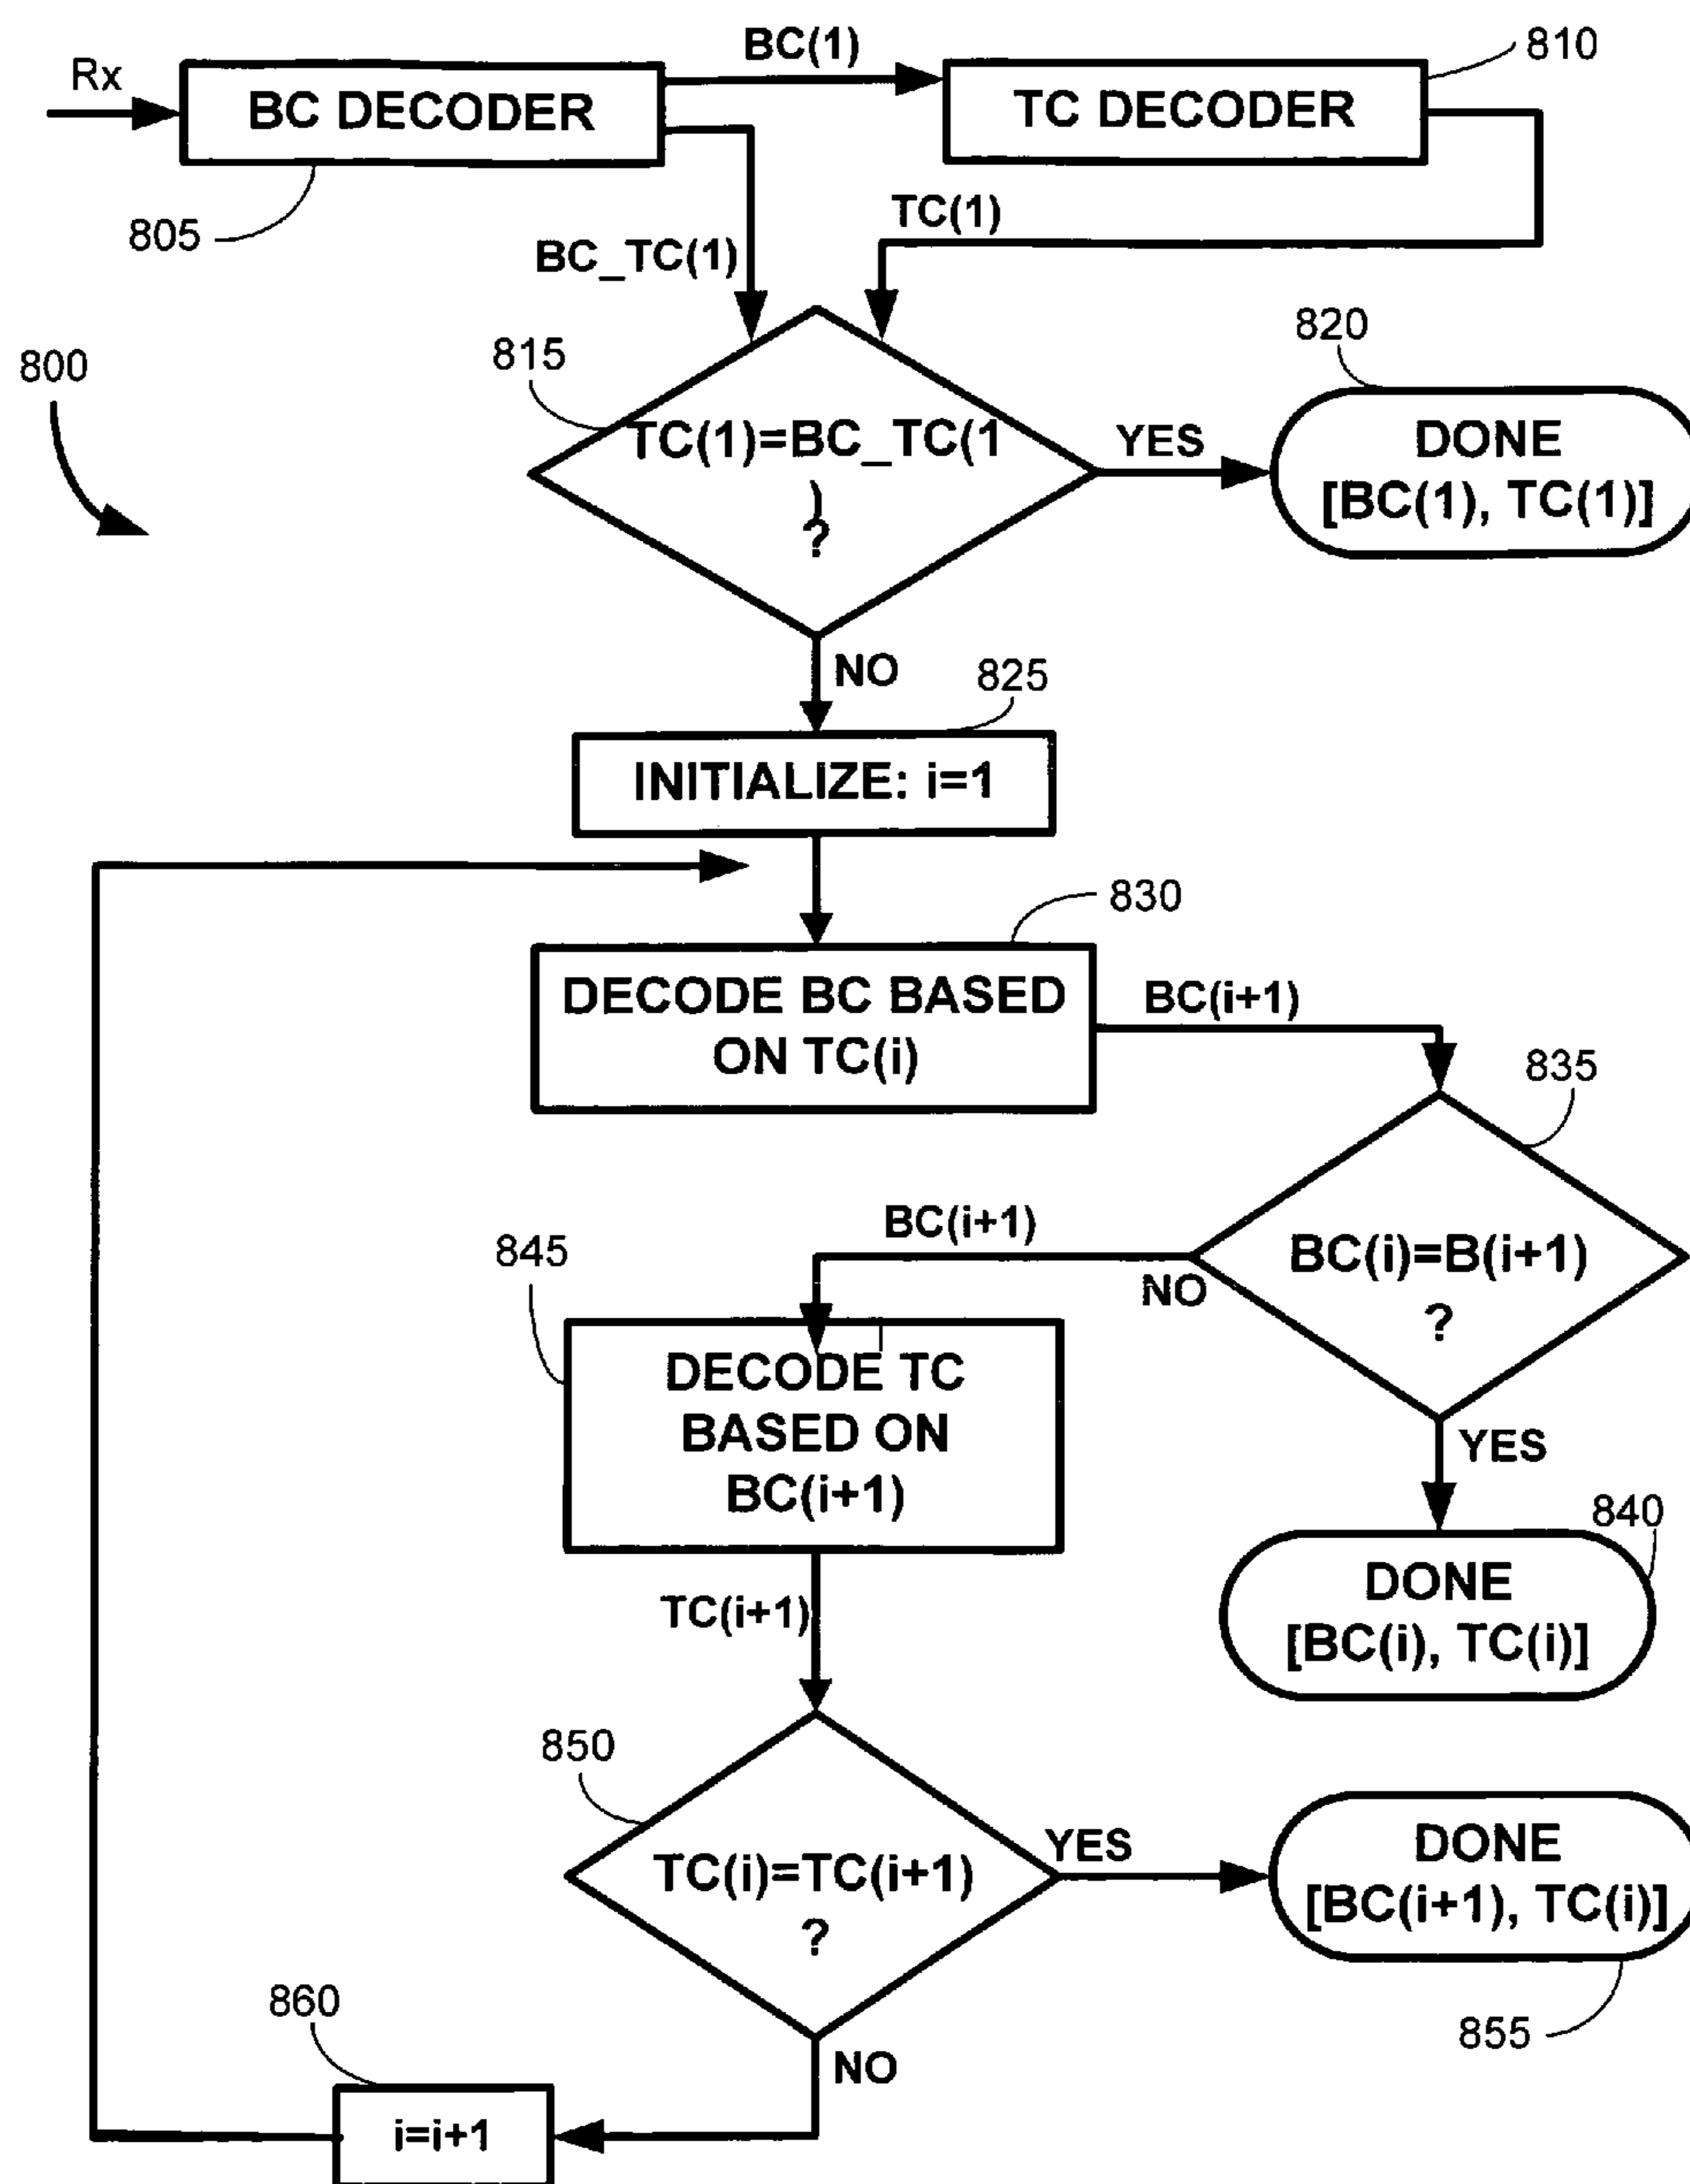 BC(1)
810
Rx
BC DECODER
TC DECODER
805
TC(1)
BC_TC(1)
820
815
800
TC(1)=BC_TC(1
)
?
YES
DONE
[BC(1), TC(1)]
NO
825
INITIALIZE: i=1
830
DECODE BC BASED
ON TC(i)
BC(i+1)
835
BC(i+1)
845
NO
BC(i)=B(i+1)
?
DECODE TC
BASED ON
BC(i+1)
YES
840
DONE
[BC(i), TC(i)]
TC(i+1)
850
TC(i)=TC(i+1)
?
YES
DONE
[BC(i+1), TC(i)]
855
860
NO
i=i+1